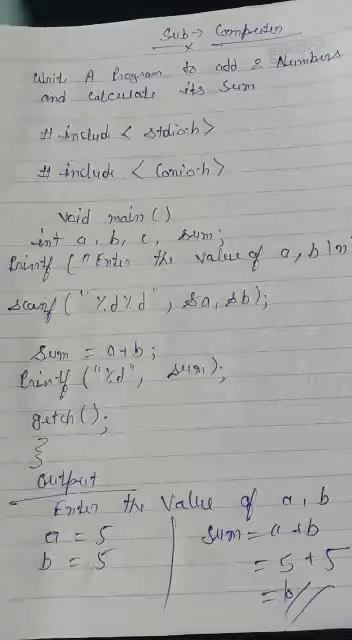 Sub → Computer
Write A Program to add 2 Numbers
and calculate its Sum
# include < stdio.h>
# include < Conio.h>
Void main ()
int a, b, c, sum;
Printf ("Enter the value of a, b \n
scanf ("%d%d", &a, &b);
Sum = a+b;
Printf ("%d", sum);
getch();
}
Output
Enter the Value of a, b
a = 5
b = 5
Sum = a+b
= 5+5
=